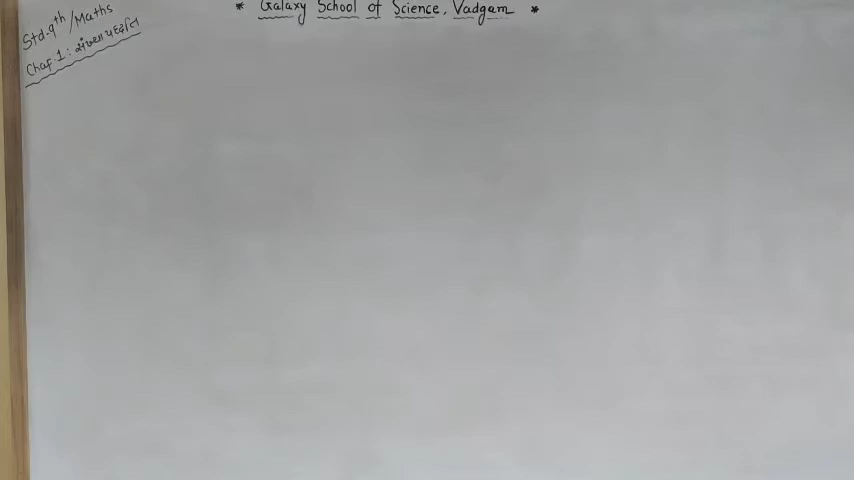 * Galaxy School of Science, Vadgam *
Std-9th/Maths
Chap.1: સંખ્યા પદ્ધતિ